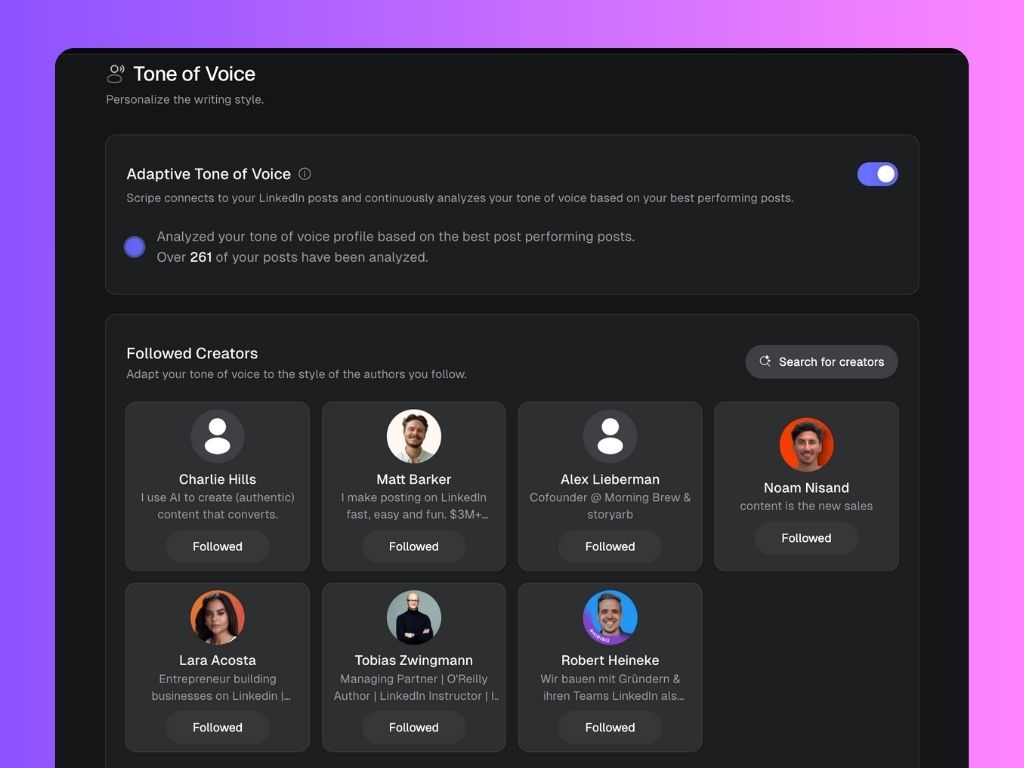 Tone of Voice
Personalize the writing style.
Adaptive Tone of Voice
Scripe connects to your LinkedIn posts and continuously analyzes your tone of voice based on your best performing posts.
Analyzed your tone of voice profile based on the best post performing posts.
Over 261 of your posts have been analyzed.
Followed Creators
Adapt your tone of voice to the style of the authors you follow.
Search for creators
Charlie Hills
I use AI to create (authentic)
content that converts.
Followed
Matt Barker
I make posting on LinkedIn
fast, easy and fun. $3M+...
Followed
Alex Lieberman
Cofounder @ Morning Brew &
storyarb
Followed
Noam Nisand
content is the new sales
Followed
Lara Acosta
Entrepreneur building
businesses on Linkedin |...
Followed
Tobias Zwingmann
Managing Partner | O'Reilly
Author | LinkedIn Instructor | I..
Followed
#HIRING
Robert Heineke
Wir bauen mit Gründern &
ihren Teams LinkedIn als...
Followed